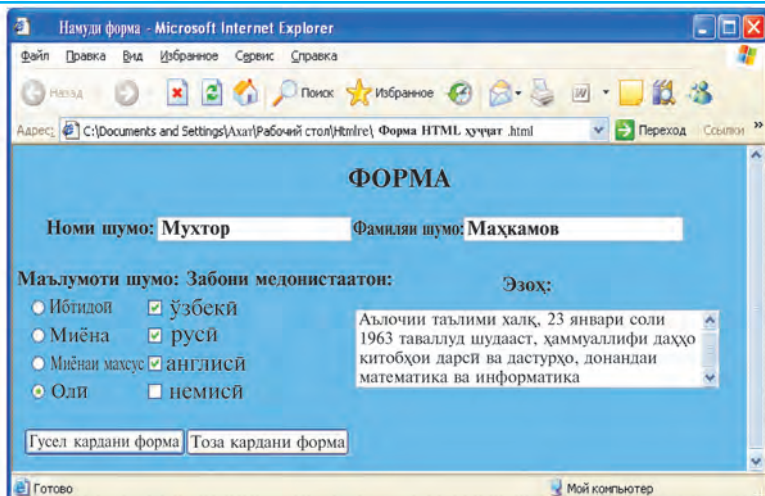 Намуди форма - Microsoft Internet Explorer
Файл Правка Вид Избранное Сервис Справка
Назад Поиск Избранное
Адрес: C:\Documents and Settings\Ахат\Рабочий стол\Htmlre\ Форма HTML ҳуҷҷат .html Переход Ссылки »
ФОРМА
Номи шумо: Мухтор Фамиляи шумо: Маҳкамов
Маълумоти шумо: Забони медонистаатон: Эзоҳ:
Ибтидоӣ ўзбекӣ
Миёна русӣ
Миёнаи махсус англисӣ
Олӣ немисӣ
Аълочии таълими халқ, 23 январи соли
1963 таваллуд шудааст, ҳаммуаллифи даҳҳо
китобҳои дарсӣ ва дастурҳо, донандаи
математика ва информатика
Гусел кардани форма Тоза кардани форма
Готово Мой компьютер